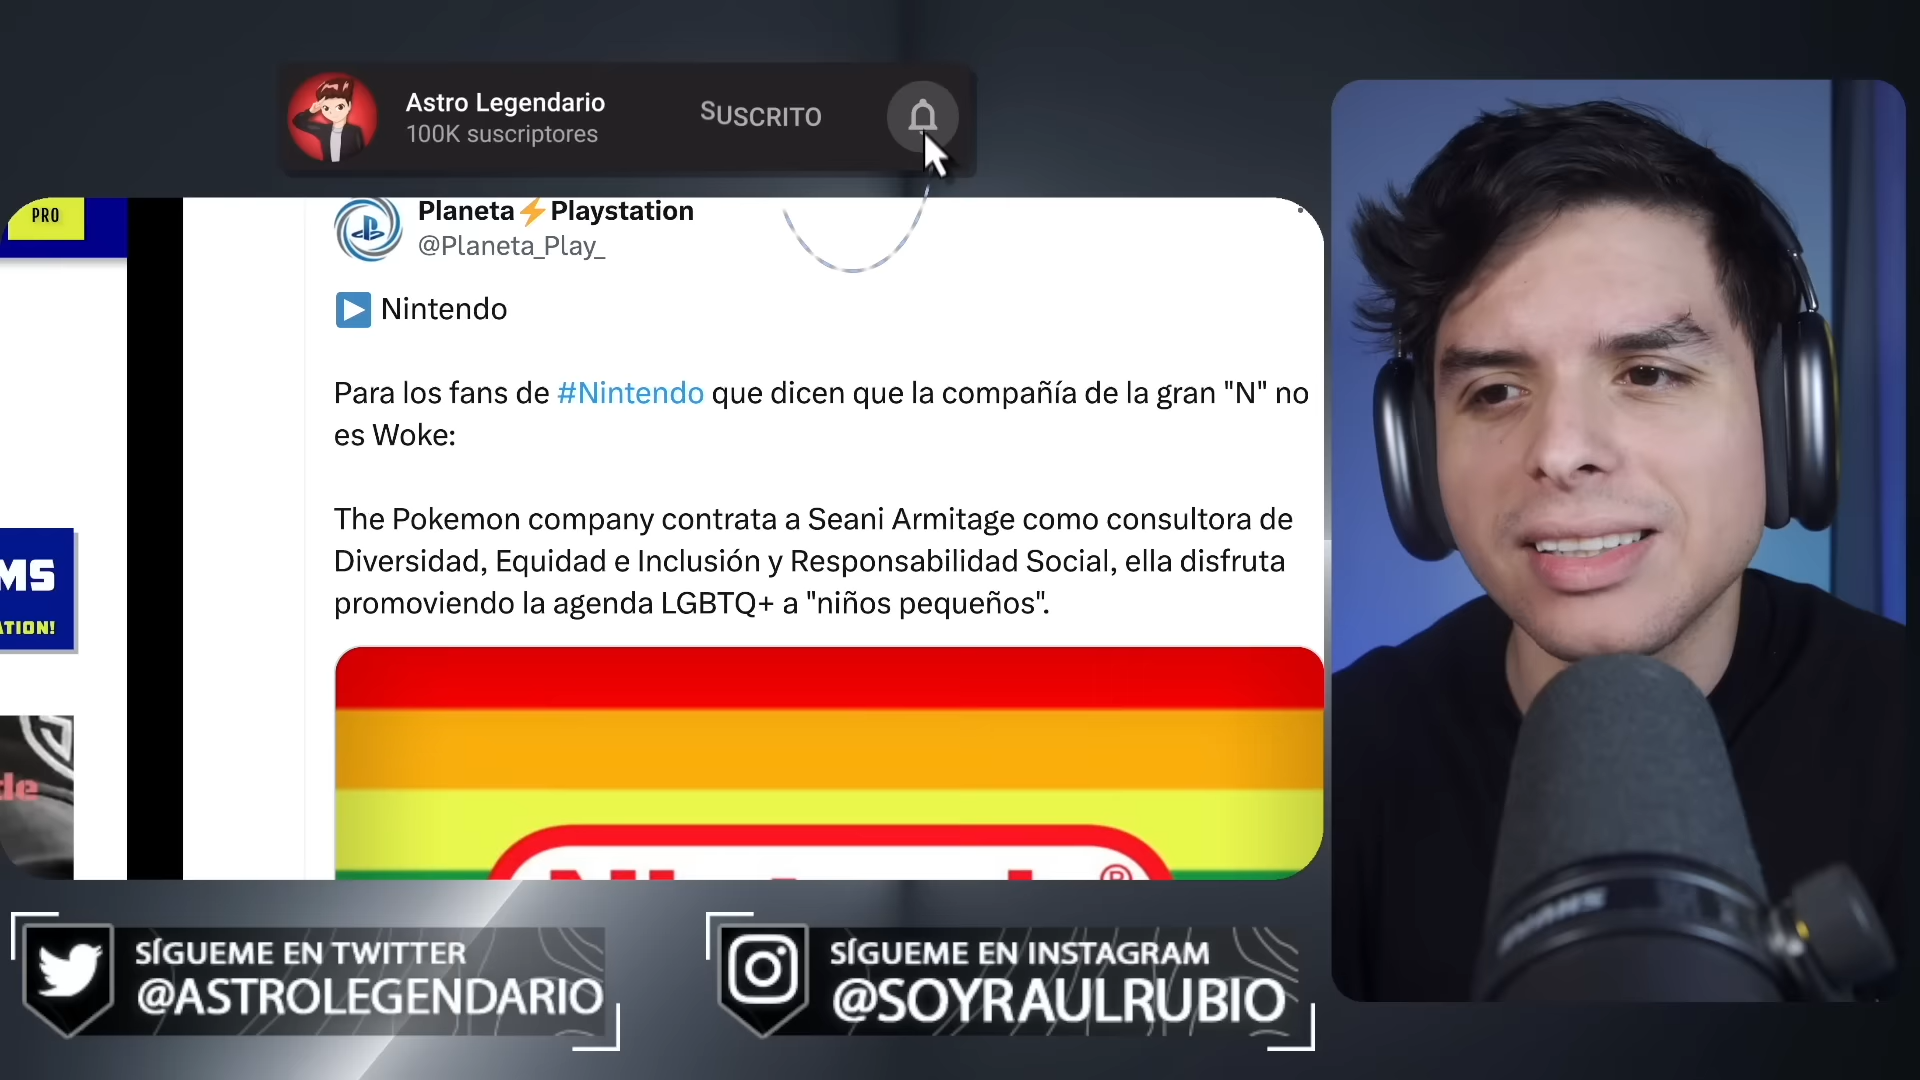 Astro Legendario
100K suscriptores
SUSCRITO
PRO
Planeta⚡Playstation
@Planeta_Play_
▶ Nintendo
Para los fans de #Nintendo que dicen que la compañía de la gran "N" no
es Woke:
The Pokemon company contrata a Seani Armitage como consultora de
Diversidad, Equidad e Inclusión y Responsabilidad Social, ella disfruta
promoviendo la agenda LGBTQ+ a "niños pequeños".
MS
ATION!
de
®
SÍGUEME EN TWITTER
@ASTROLEGENDARIO
SÍGUEME EN INSTAGRAM
@SOYRAULRUBIO